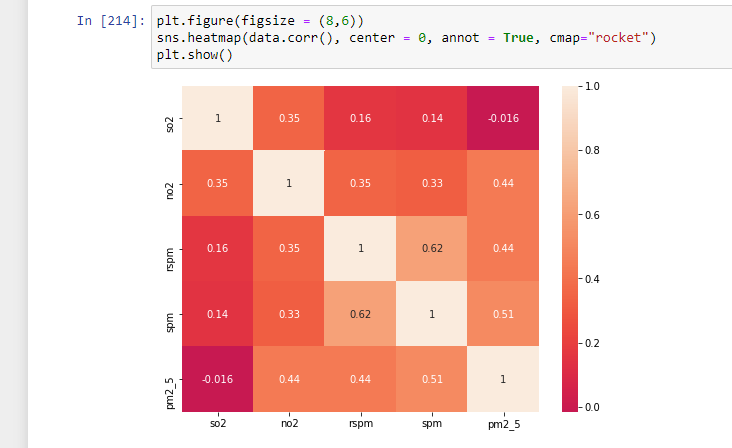 In [214]: plt.figure(figsize = (8,6))
sns.heatmap(data.corr(), center = 0, annot = True, cmap="rocket")
plt.show()
so2 1 0.35 0.16 0.14 -0.016
no2 0.35 1 0.35 0.33 0.44
rspm 0.16 0.35 1 0.62 0.44
spm 0.14 0.33 0.62 1 0.51
pm2_5 -0.016 0.44 0.44 0.51 1
so2 no2 rspm spm pm2_5
1.0
0.8
0.6
0.4
0.2
0.0